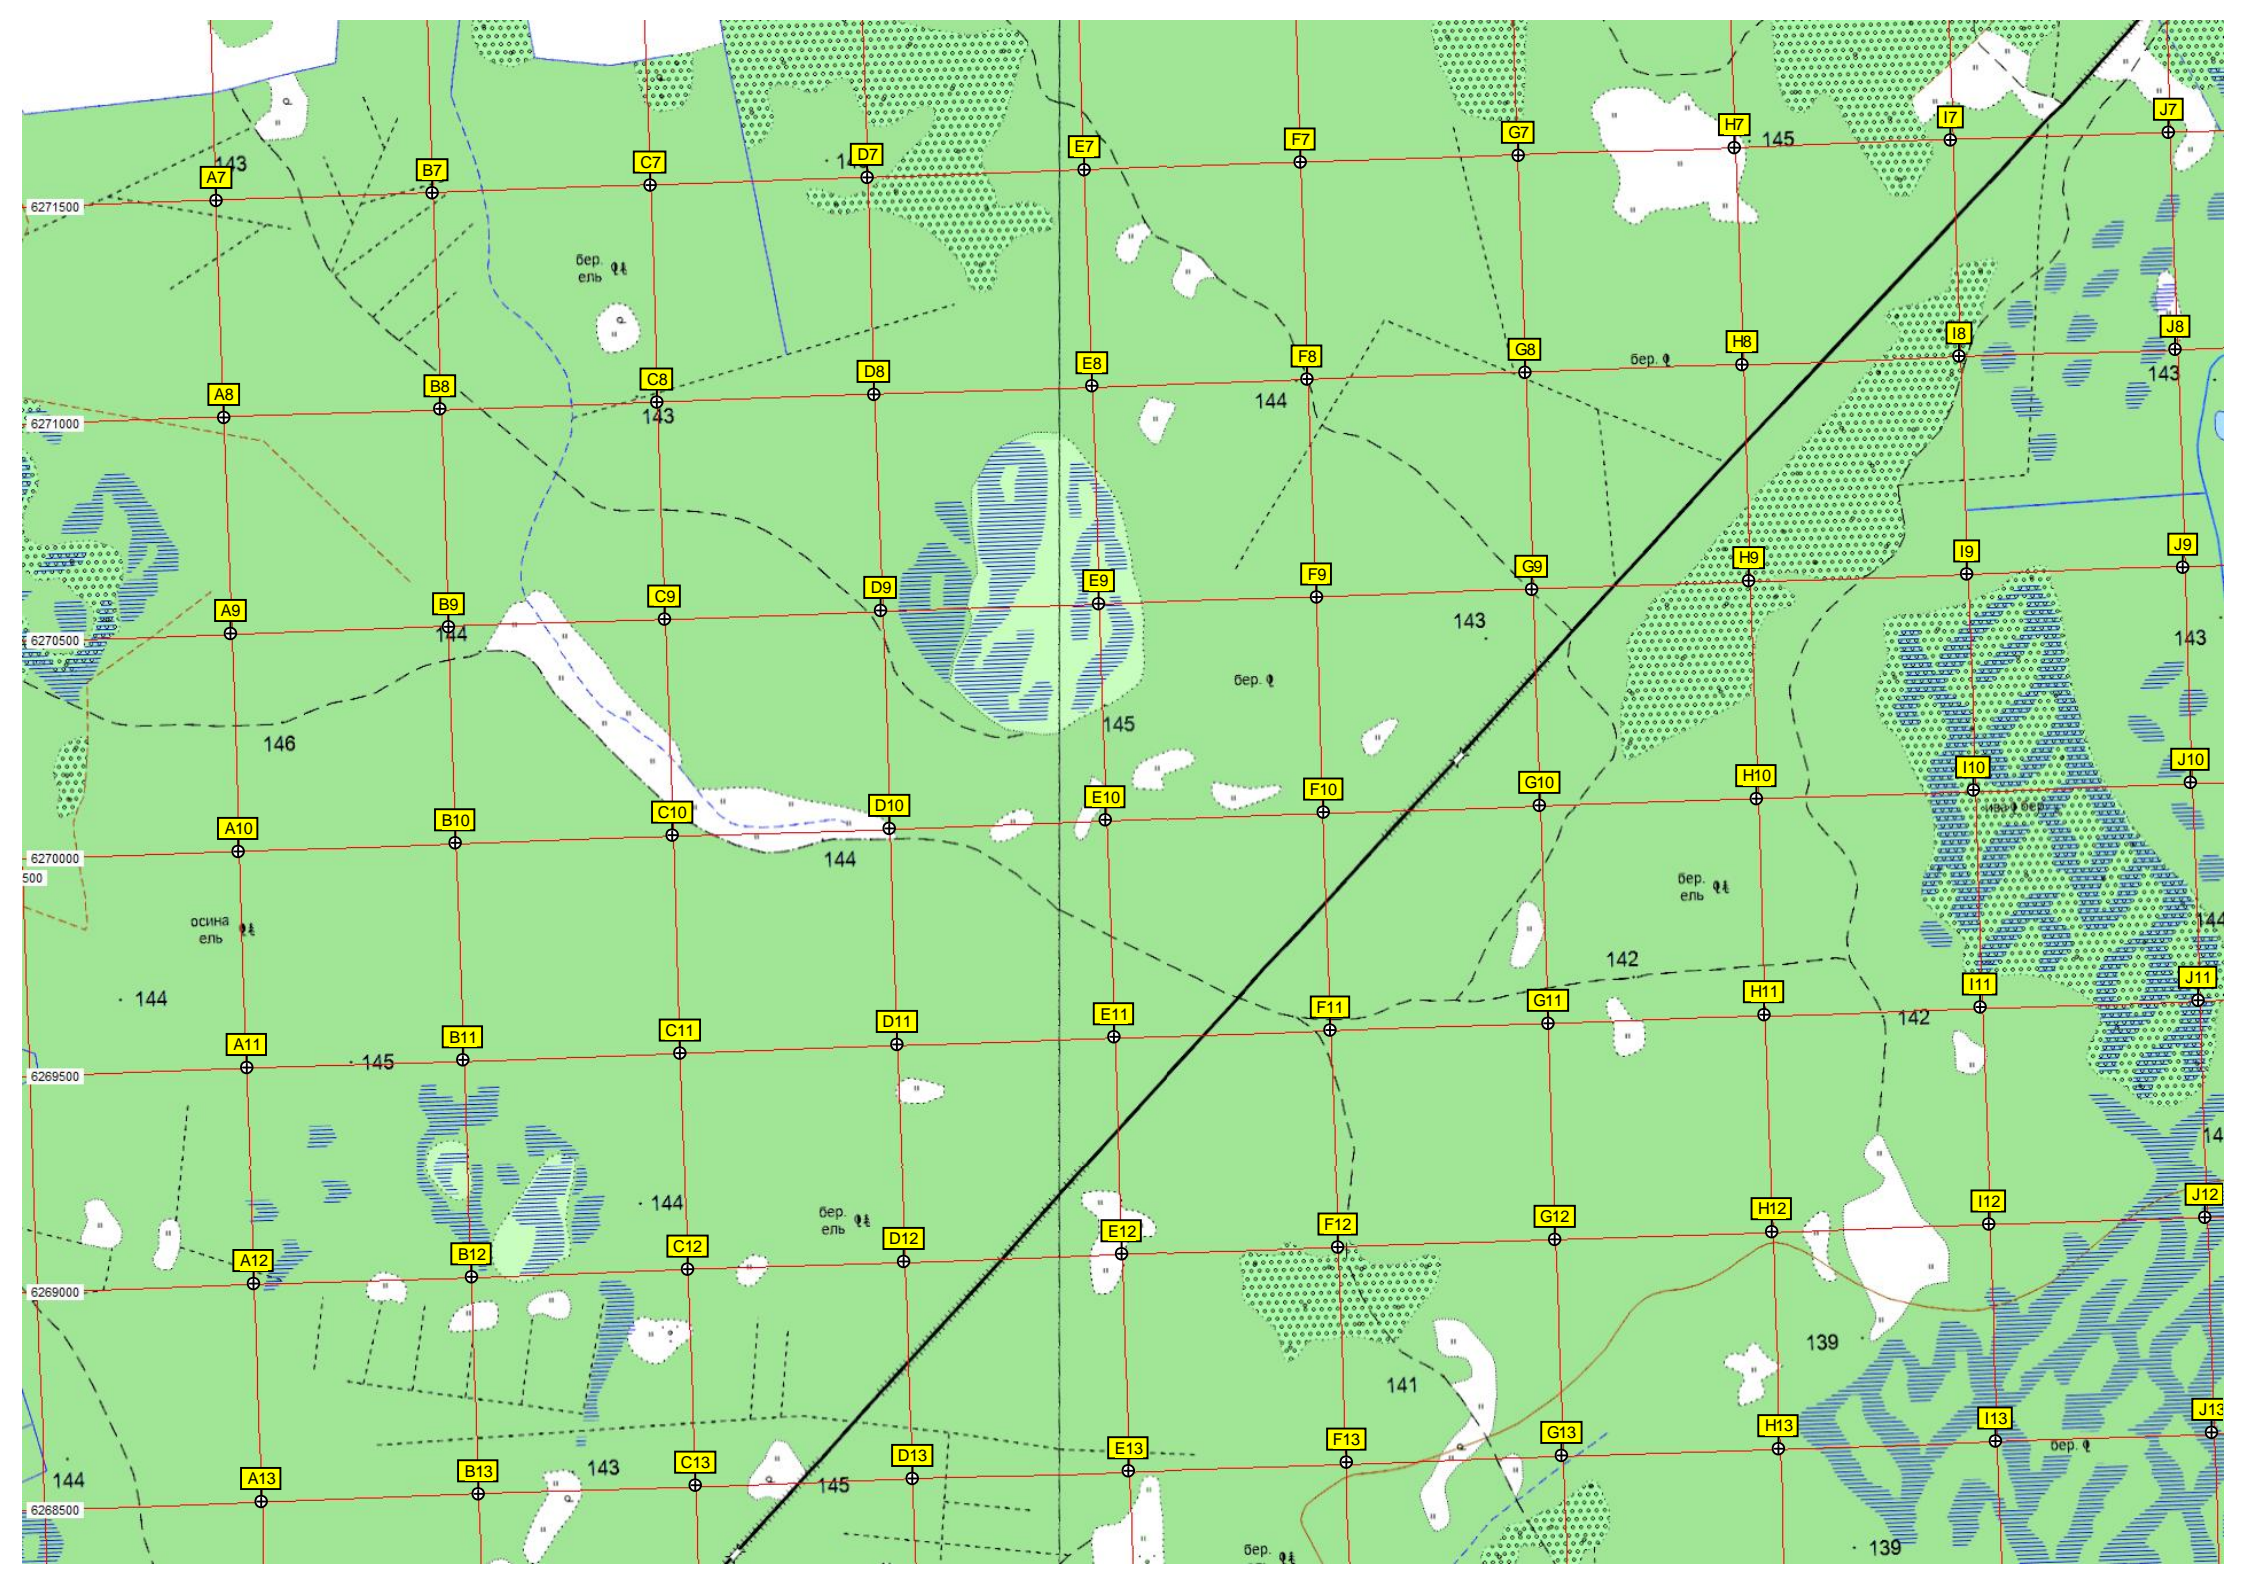 I7
J7
H7
145
G7
F7
E7
D7
C7
143
B7
A7
6271500
бер.
ель
J8
I8
G8
H8
бер.
F8
E8
143
D8
C8
B8
A8
144
143
6271000
J9
I9
H9
G9
F9
E9
D9
C9
B9
A9
143
144
143
6270500
бер.
145
146
J10
I10
H10
G10
F10
E10
D10
C10
B10
A10
144
6270000
500
бер.
ель
осина
ель
144
142
J11
I11
144
H11
G11
F11
142
E11
D11
C11
B11
A11
145
6269500
14
144
J12
I12
H12
G12
бер.
ель
F12
E12
D12
C12
B12
A12
6269000
139
141
J13
I13
H13
G13
бер.
F13
E13
D13
C13
143
B13
A13
144
145
6268500
139
бер.